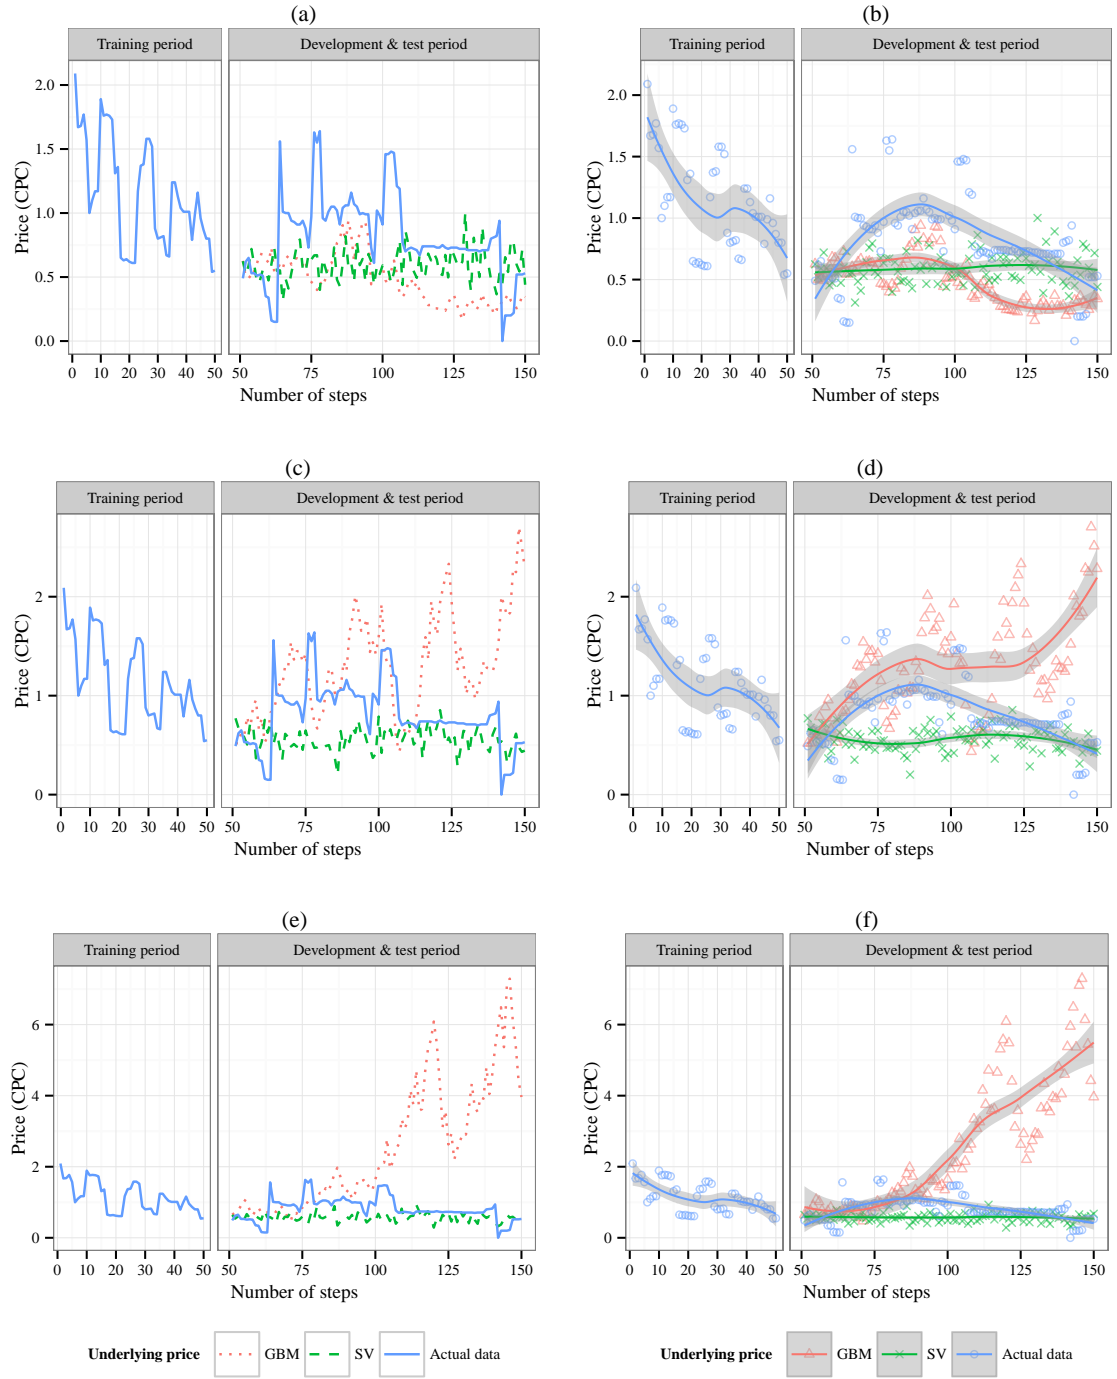 (a)
Training period
Development & test period
Price (CPC)
2.0
1.5
1.0
0.5
0.0
0 10 20 30 40 50
50 75 100 125 150
Number of steps
(b)
Training period
Development & test period
Price (CPC)
2.0
1.5
1.0
0.5
0.0
0 10 20 30 40 50
50 75 100 125 150
Number of steps
(c)
Training period
Development & test period
Price (CPC)
2
1
0
0 10 20 30 40 50
50 75 100 125 150
Number of steps
(d)
Training period
Development & test period
Price (CPC)
2
1
0
0 10 20 30 40 50
50 75 100 125 150
Number of steps
(e)
Training period
Development & test period
Price (CPC)
6
4
2
0
0 10 20 30 40 50
50 75 100 125 150
Number of steps
(f)
Training period
Development & test period
Price (CPC)
6
4
2
0
0 10 20 30 40 50
50 75 100 125 150
Number of steps
Underlying price GBM SV Actual data
Underlying price GBM SV Actual data